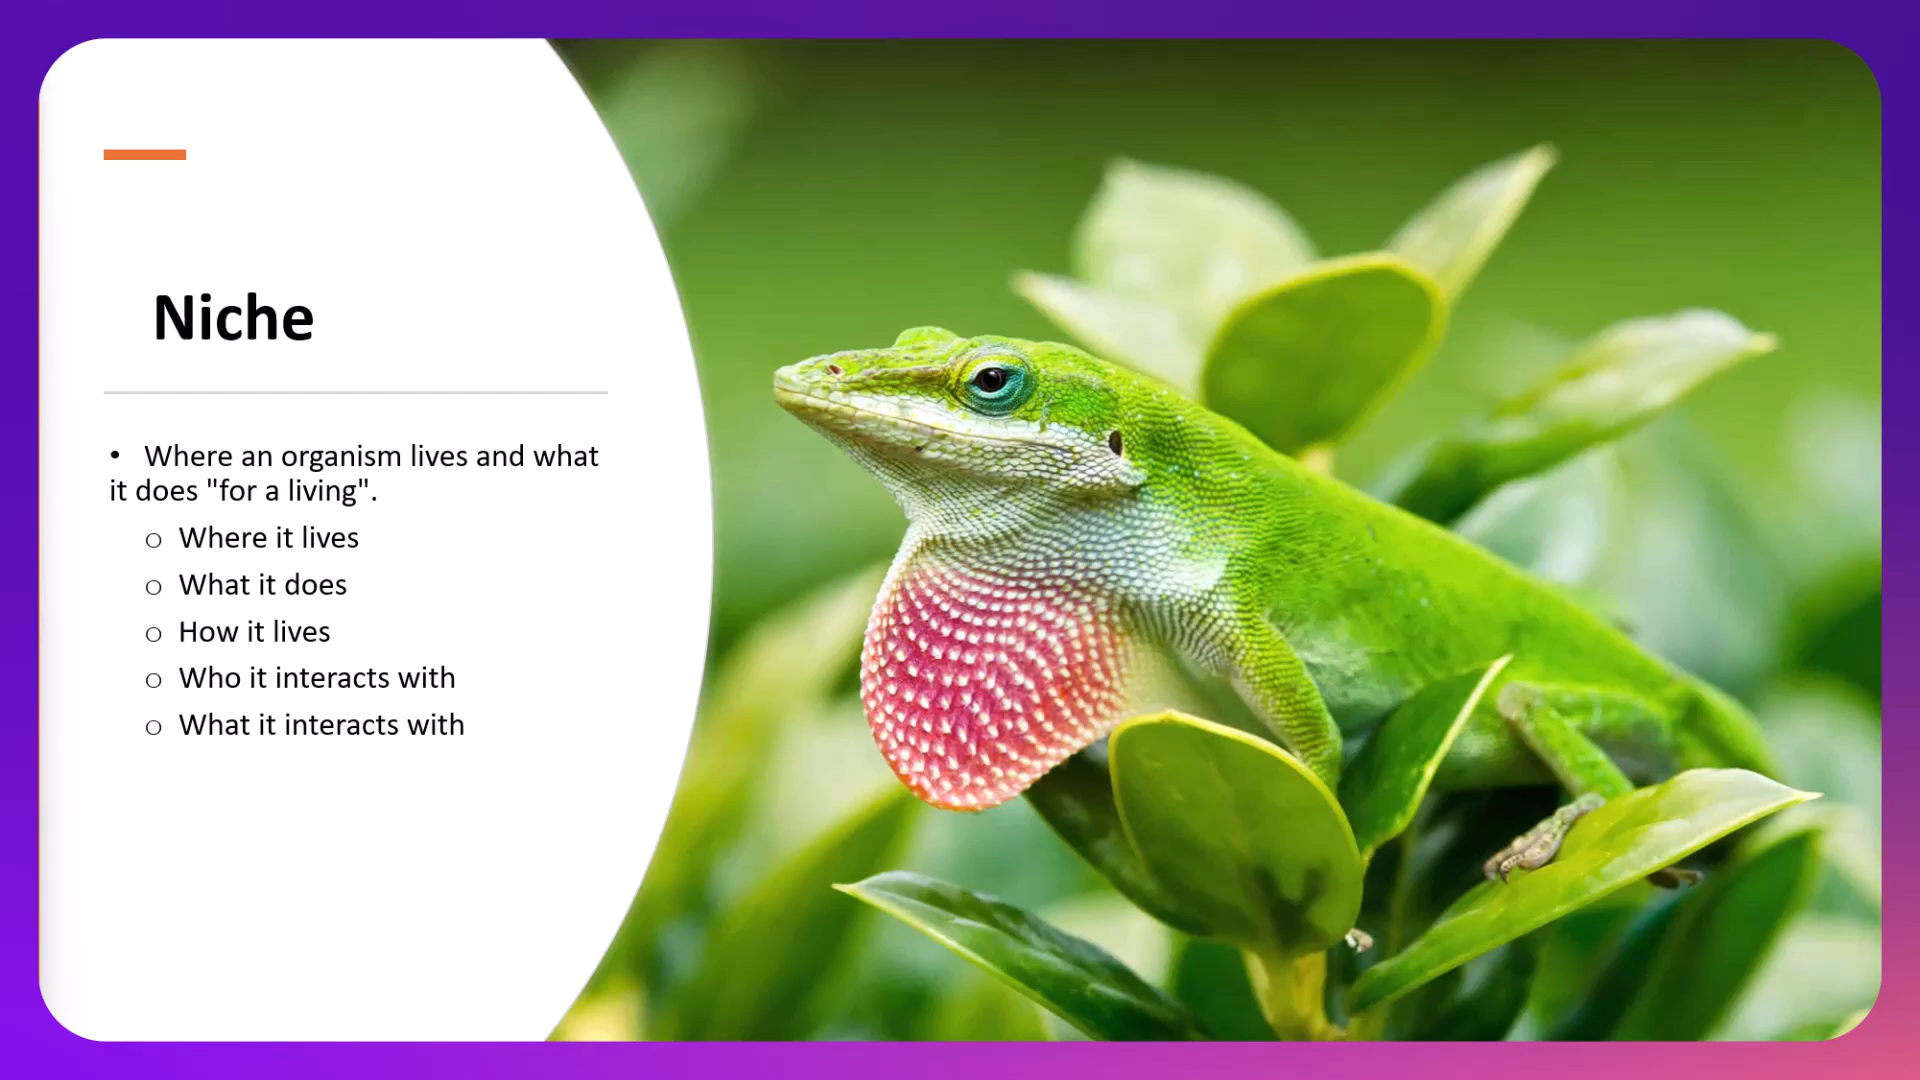 Niche
• Where an organism lives and what
it does "for a living".
o Where it lives
o What it does
o How it lives
o Who it interacts with
o What it interacts with